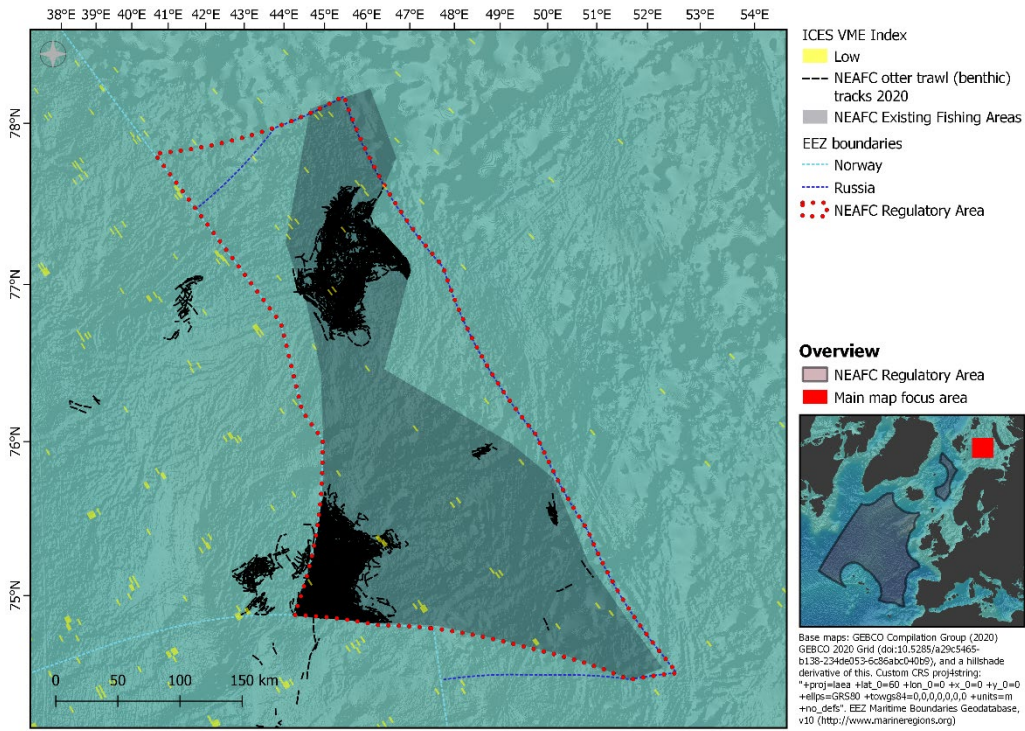 38°E 39°E 40°E 41°E 42°E 43°E 44°E 45°E 46°E 47°E 48°E 49°E 50°E 51°E 52°E 53°E 54°E
78°N
77°N
76°N
75°N
0 50 100 150 km
ICES VME Index
Low
NEAFC otter trawl (benthic)
tracks 2020
NEAFC Existing Fishing Areas
EEZ boundaries
Norway
Russia
NEAFC Regulatory Area
Overview
NEAFC Regulatory Area
Main map focus area
Base maps: GEBCO Compilation Group (2020)
GEBCO 2020 Grid (doi:10.5285/a29c5465-
b138-234de053-6c86abc040b9), and a hillshade
derivative of this. Custom CRS proj4string:
"+proj=laea +lat_0=60 +lon_0=0 +x_0=0 +y_0=0
+ellps=GRS80 +towgs84=0,0,0,0,0,0,0 +units=m
+no_defs". EEZ Maritime Boundaries Geodatabase,
v10 (http://www.marineregions.org)